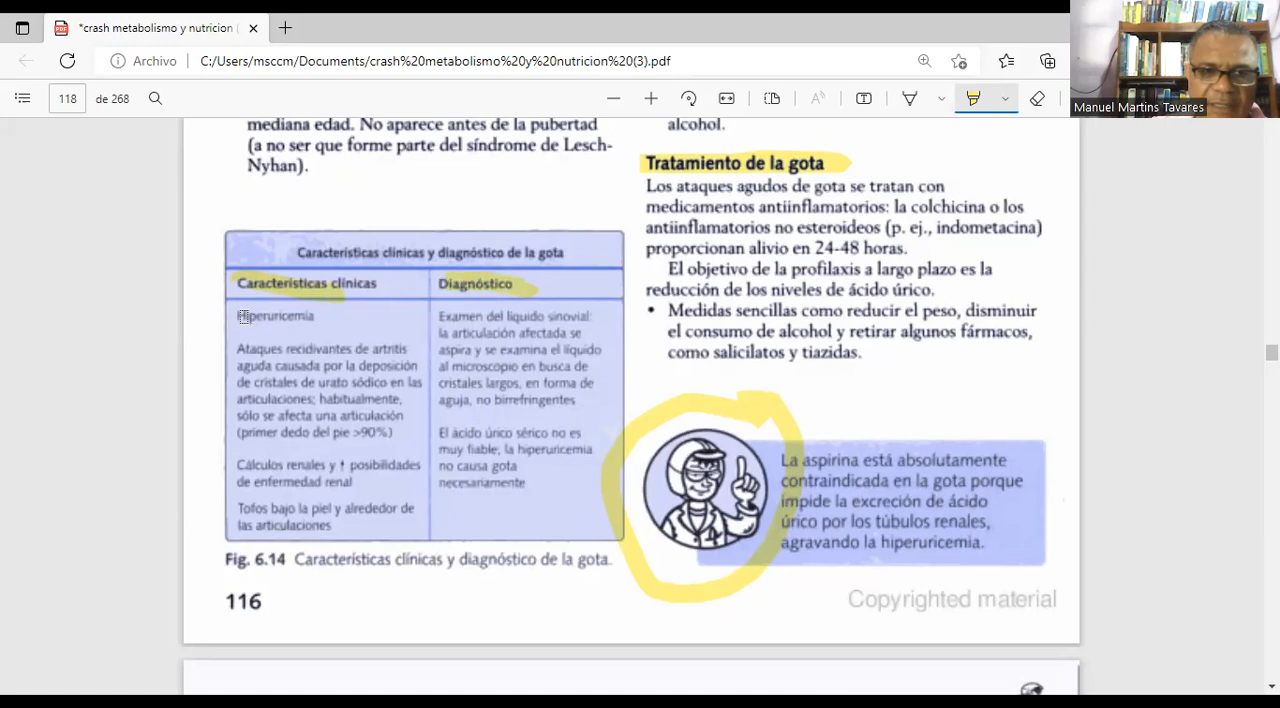 *crash metabolismo y nutricion
Archivo
C:/Users/msccm/Documents/crash%20metabolismo%20y%20nutricion%20(3).pdf
118
de 268
Manuel Martins Tavares
mediana edad. No aparece antes de la pubertad
(a no ser que forme parte del síndrome de Lesch-
Nyhan).
Características clínicas y diagnóstico de la gota
Características clínicas
Diagnóstico
Hiperuricemia
Ataques recidivantes de artritis
aguda causada por la deposición
de cristales de urato sódico en las
articulaciones; habitualmente,
sólo se afecta una articulación
(primer dedo del pie >90%)
Cálculos renales y ↑ posibilidades
de enfermedad renal
Tofos bajo la piel y alrededor de
las articulaciones
Examen del líquido sinovial:
la articulación afectada se
aspira y se examina el líquido
al microscopio en busca de
cristales largos, en forma de
aguja, no birrefringentes
El ácido úrico sérico no es
muy fiable; la hiperuricemia
no causa gota
necesariamente
Fig. 6.14 Características clínicas y diagnóstico de la gota.
116
alcohol.
Tratamiento de la gota
Los ataques agudos de gota se tratan con
medicamentos antiinflamatorios: la colchicina o los
antiinflamatorios no esteroideos (p. ej., indometacina)
proporcionan alivio en 24-48 horas.
El objetivo de la profilaxis a largo plazo es la
reducción de los niveles de ácido úrico.
• Medidas sencillas como reducir el peso, disminuir
el consumo de alcohol y retirar algunos fármacos,
como salicilatos y tiazidas.
La aspirina está absolutamente
contraindicada en la gota porque
impide la excreción de ácido
úrico por los túbulos renales,
agravando la hiperuricemia.
Copyrighted material